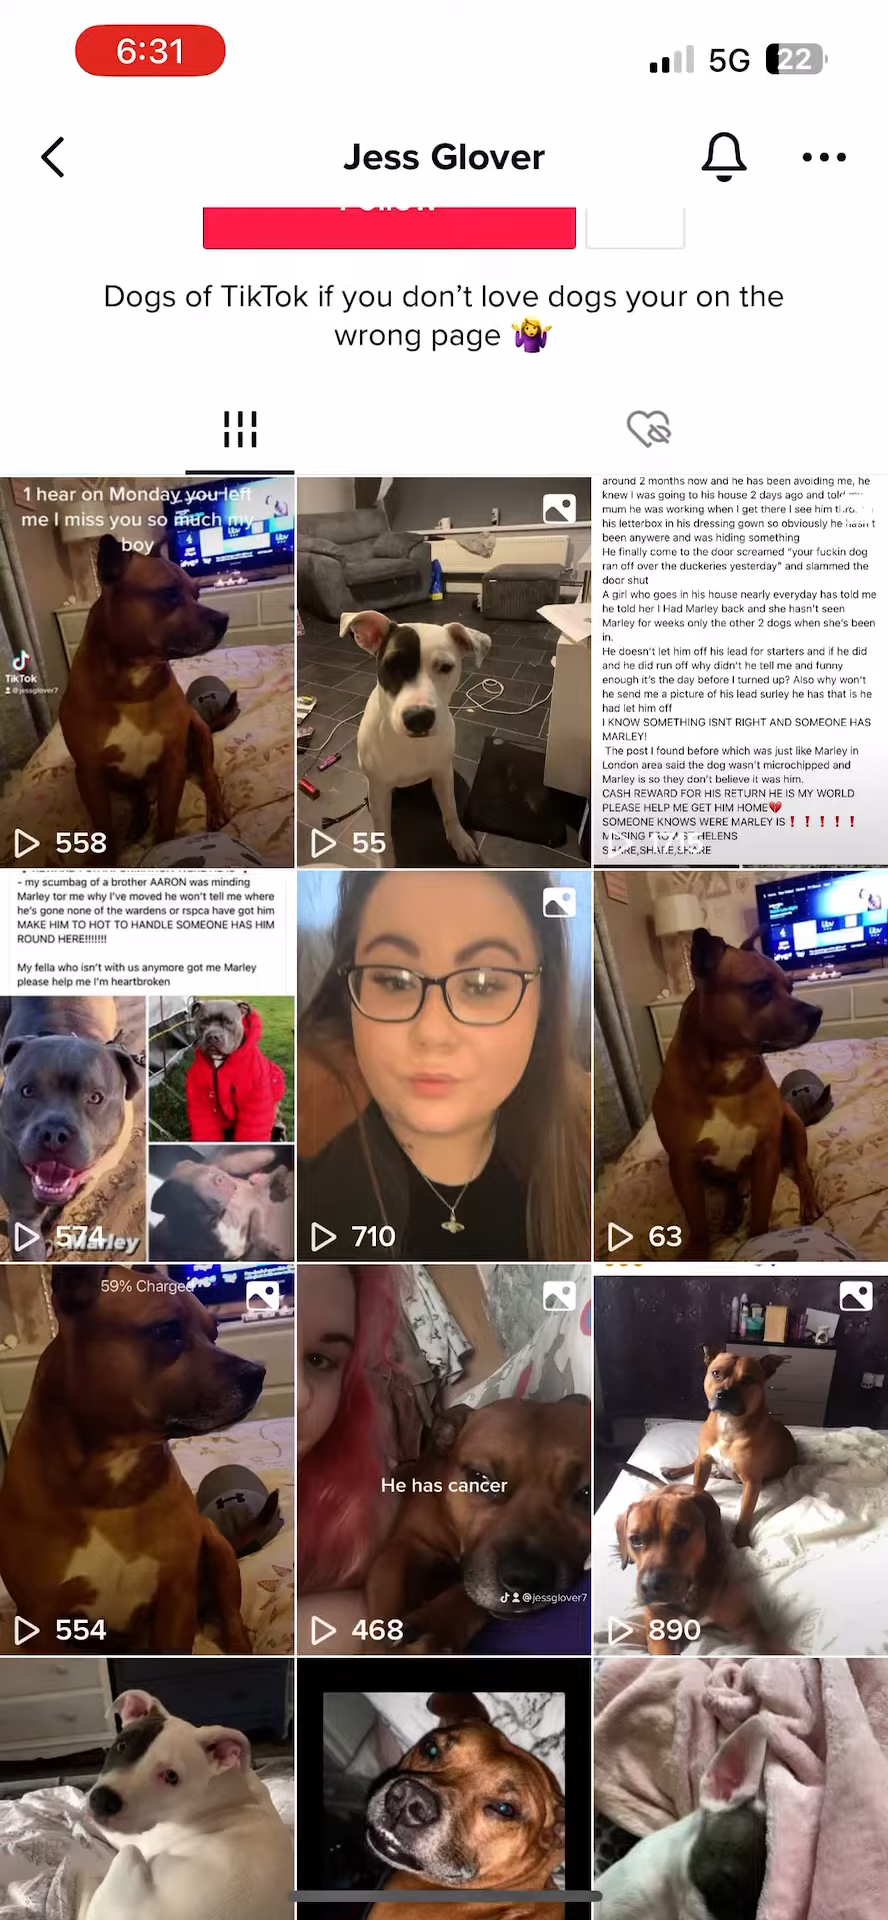 6:31
5G
22
Jess Glover
Dogs of TikTok if you don't love dogs your on the
wrong page
1 hear on Monday you left
me I miss you so much my
boy
TikTok
@jessglover7
558
55
around 2 months now and he has been avoiding me, he
knew I was going to his house 2 days ago and told
mum he was working when I get there I see him
his letterbox in his dressing gown so obviously he
been anywere and was hiding something
He finally come to the door screamed "your fuckin dog
ran off over the duckeries yesterday" and slammed the
door shut
A girl who goes in his house nearly everyday has told me
he told her I Had Marley back and she hasn't seen
Marley for weeks only the other 2 dogs when she's been
in.
He doesn't let him off his lead for starters and if he did
and he did run off why didn't he tell me and funny
enough it's the day before I turned up? Also why won't
he send me a picture of his lead surley he has that is he
had let him off
I KNOW SOMETHING ISNT RIGHT AND SOMEONE HAS
MARLEY!
The post I found before which was just like Marley in
London area said the dog wasn't microchipped and
Marley is so they don't believe it was him.
CASH REWARD FOR HIS RETURN HE IS MY WORLD
PLEASE HELP ME GET HIM HOME
SOMEONE KNOWS WERE MARLEY IS ! ! ! ! !
MISSING FROM ST HELENS
SHARE,SHARE,SHARE
- my scumbag of a brother AARON was minding
Marley tor me why I've moved he won't tell me where
he's gone none of the wardens or rspca have got him
MAKE HIM TO HOT TO HANDLE SOMEONE HAS HIM
ROUND HERE!!!!!!!
My fella who isn't with us anymore got me Marley
please help me I'm heartbroken
574
Marley
710
63
59% Charged
554
He has cancer
@jessglover7
468
890